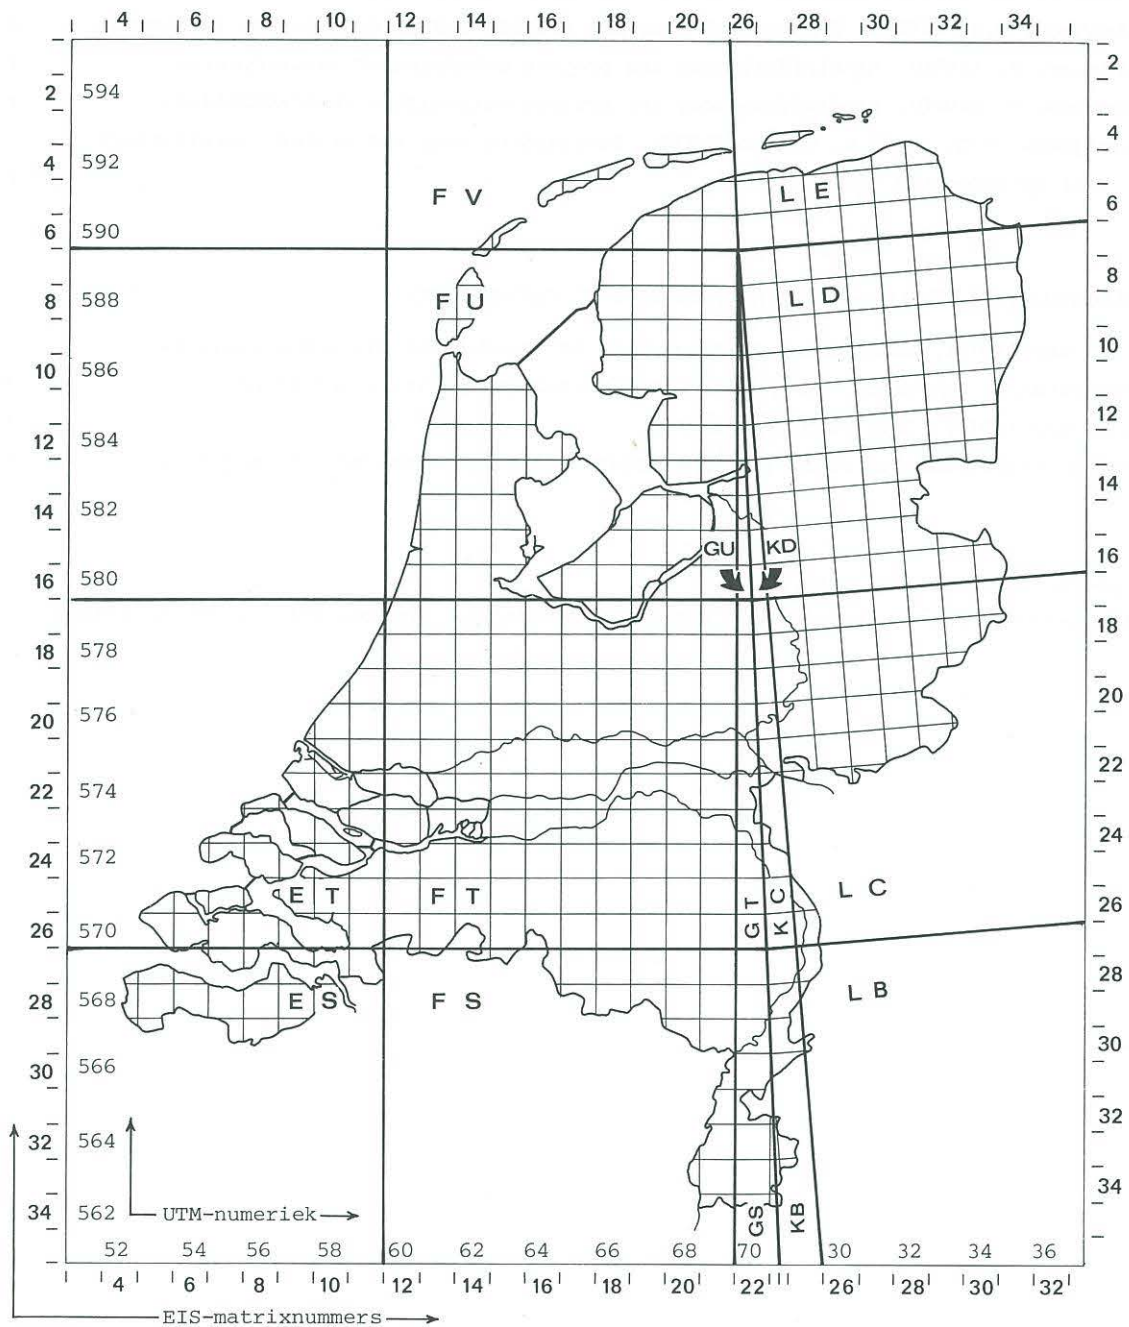 4 6 8 10 12 14 16 18 20 26 28 30 32 34
2 594 2
4 592 4
F V L E
6 590 6
8 588 F U L D 8
10 586 10
12 584 12
14 582 14
GU KD
16 580 16
18 578 18
20 576 20
22 574 22
24 572 24
E T F T G T K C L C
26 570 26
28 568 E S F S L B 28
30 566 30
32 564 32
34 562 34
UTM-numeriek
GS KB
52 54 56 58 60 62 64 66 68 70 30 32 34 36
4 6 8 10 12 14 16 18 20 22 26 28 30 32
EIS-matrixnummers